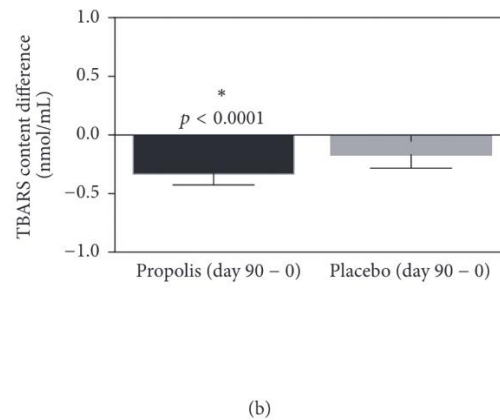 TBARS content difference
(nmol/mL)
1.0
0.5
0.0
−0.5
−1.0
*
p < 0.0001
Propolis (day 90 − 0)
Placebo (day 90 − 0)
(b)